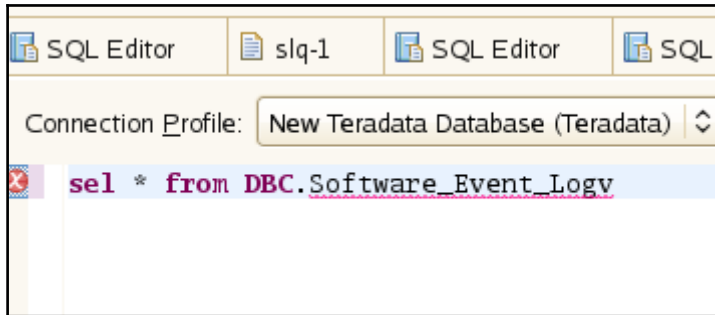 SQL Editor slq-1 SQL Editor SQL
Connection Profile: New Teradata Database (Teradata)
sel * from DBC.Software_Event_Logv